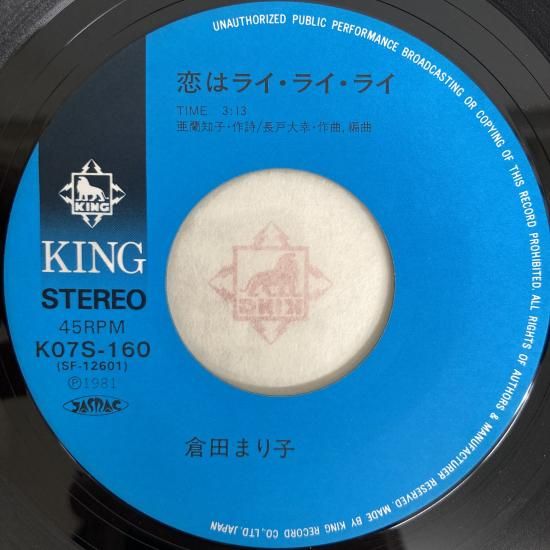 UNAUTHORIZED PUBLIC PERFORMANCE BROADCASTING OR COPYING OF THIS RECORD PROHIBITED. ALL RIGHTS OF AUTHORS & MANUFACTURER RESERVED. MADE BY KING RECORD CO., LTD. JAPAN
恋はライ・ライ・ライ
TIME 3:13
亜蘭知子・作詩/長戸大幸・作曲、編曲
KING
KING
STEREO
45RPM
K07S-160
(SF-12601)
Ⓟ1981
JASRAC
倉田まり子
KING